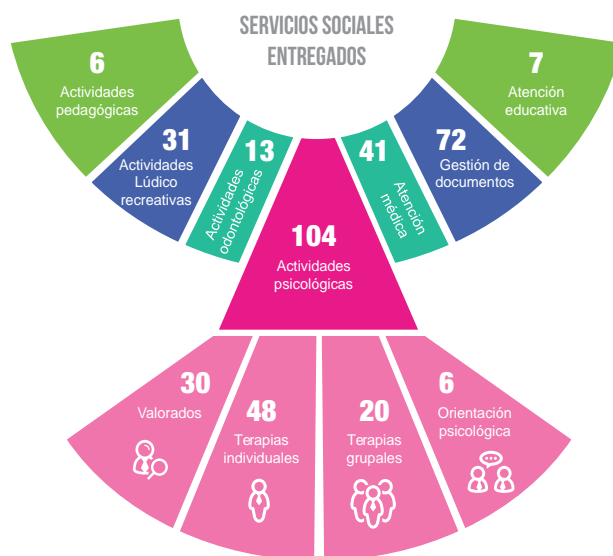 SERVICIOS SOCIALES
ENTREGADOS
6
Actividades
pedagógicas
31
Actividades
Lúdico
recreativas
13
Actividades
odontológicas
104
Actividades
psicológicas
41
Atención
médica
72
Gestión de
documentos
7
Atención
educativa
30
Valorados
48
Terapias
individuales
20
Terapias
grupales
6
Orientación
psicológica